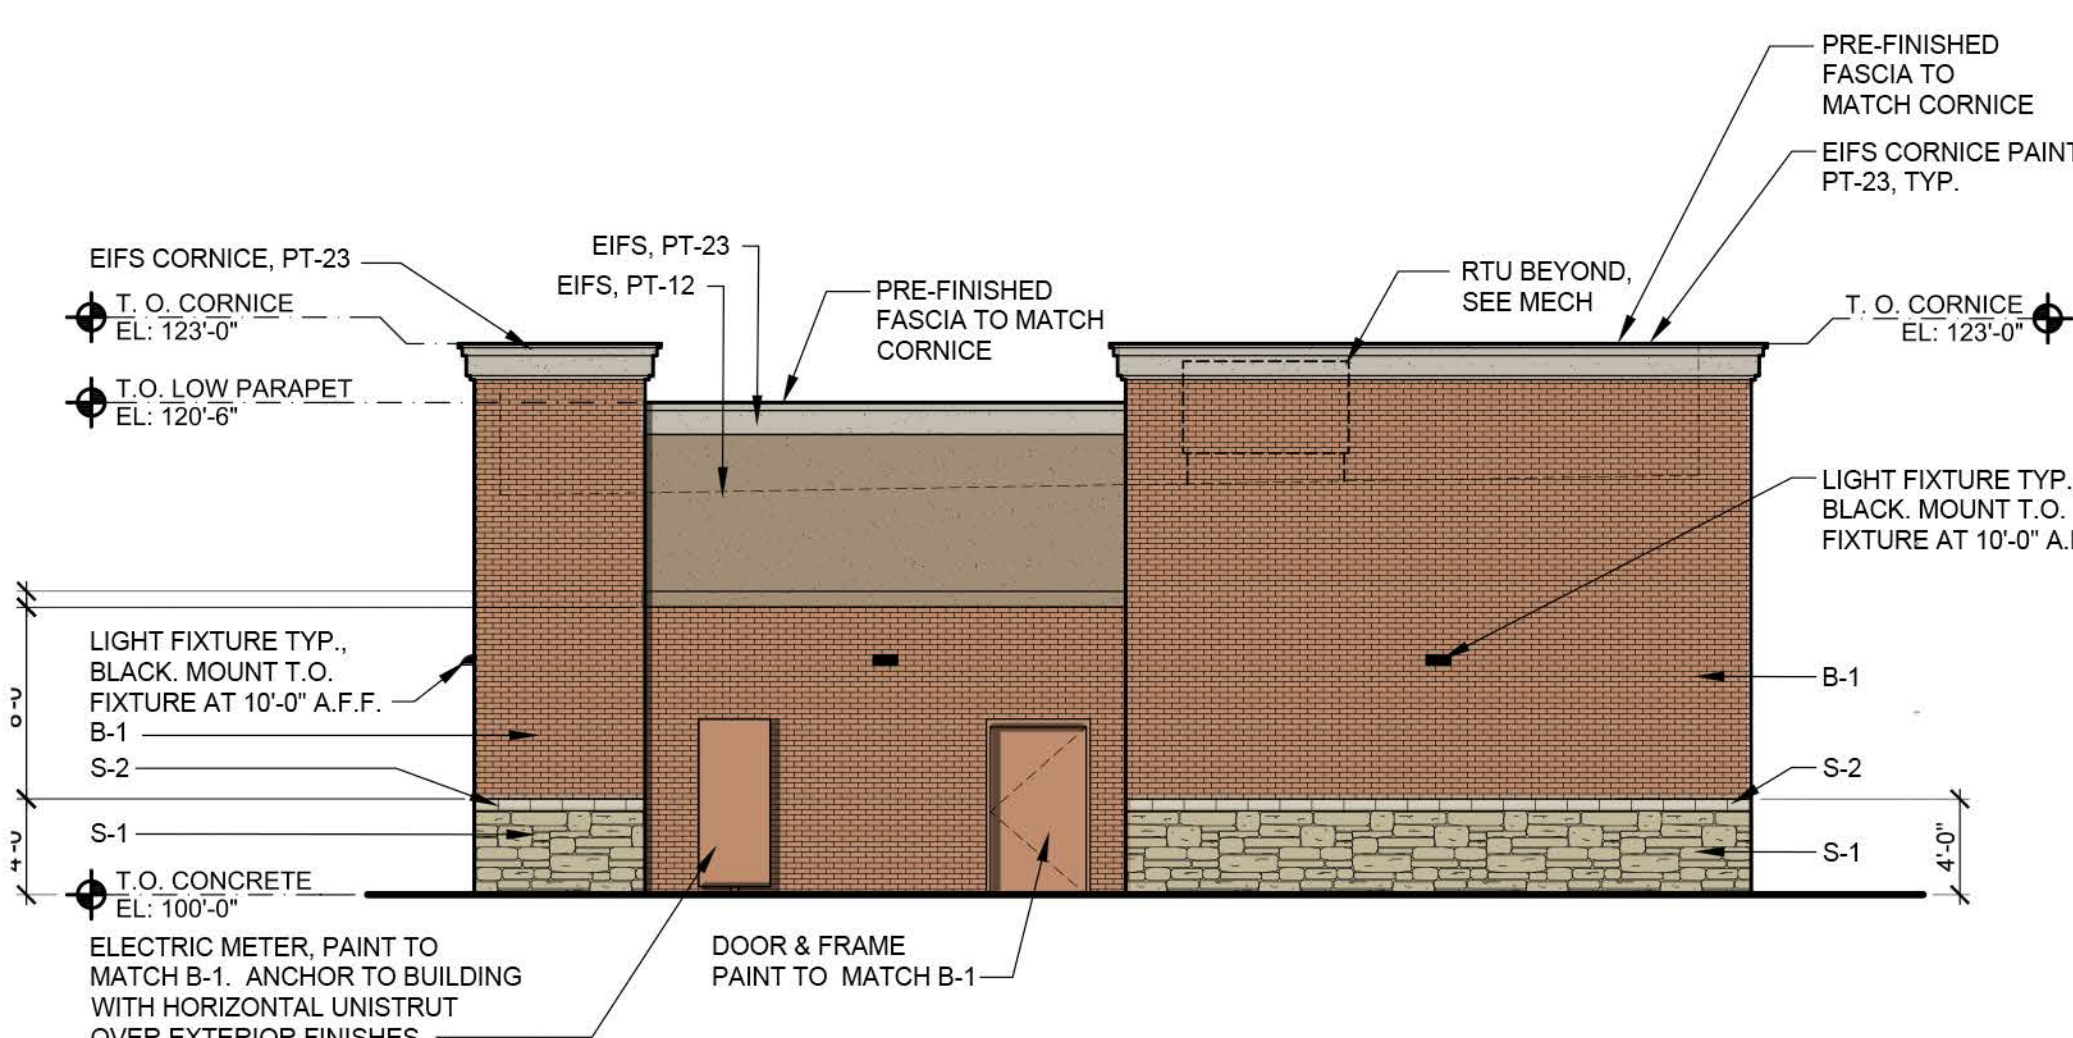 PRE-FINISHED
FASCIA TO
MATCH CORNICE
EIFS CORNICE PAINT
PT-23, TYP.
EIFS CORNICE, PT-23
EIFS, PT-23
EIFS, PT-12
PRE-FINISHED
FASCIA TO MATCH
CORNICE
RTU BEYOND,
SEE MECH
T. O. CORNICE
EL: 123'-0"
T. O. CORNICE
EL: 123'-0"
T.O. LOW PARAPET
EL: 120'-6"
LIGHT FIXTURE TYP.
BLACK. MOUNT T.O.
FIXTURE AT 10'-0"
LIGHT FIXTURE TYP.,
BLACK. MOUNT T.O.
FIXTURE AT 10'-0" A.F.F.
B-1
S-2
S-1
B-1
S-2
S-1
4'-0"
T.O. CONCRETE
EL: 100'-0"
ELECTRIC METER, PAINT TO
MATCH B-1. ANCHOR TO BUILDING
WITH HORIZONTAL UNISTRUT
OVER EXTERIOR FINISHES
DOOR & FRAME
PAINT TO MATCH B-1